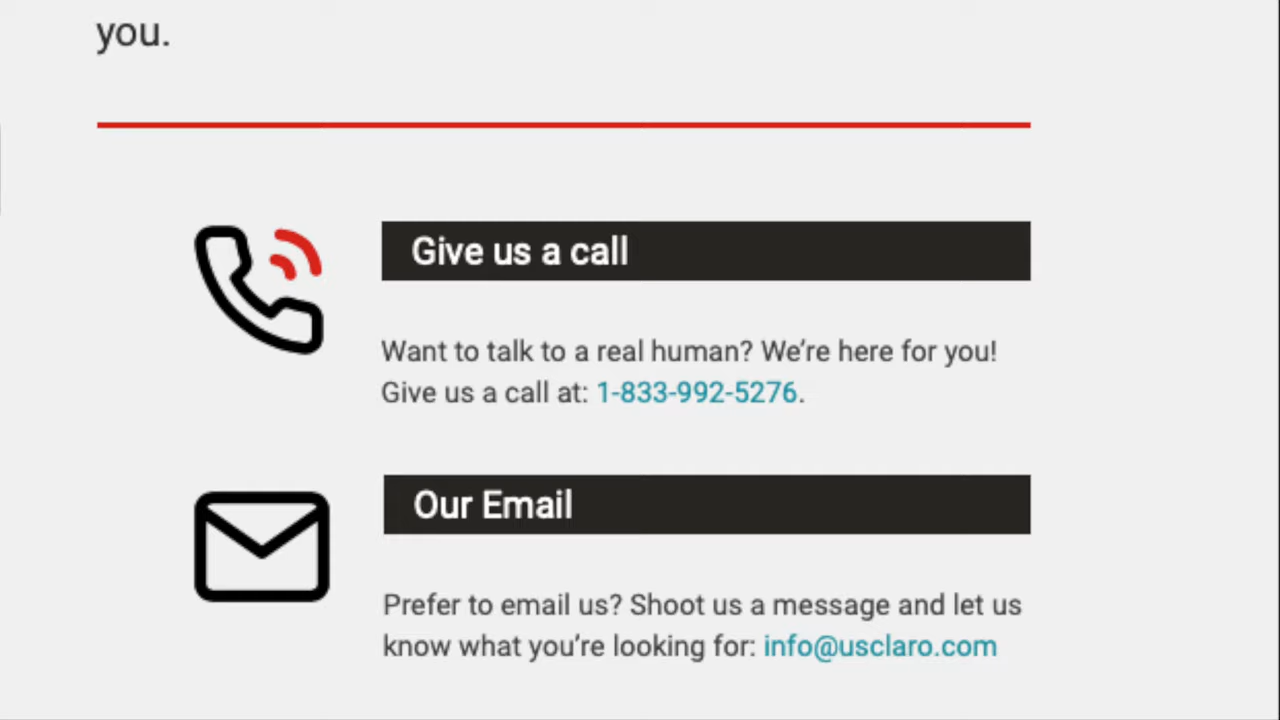 you.
Give us a call
Want to talk to a real human? We’re here for you!
Give us a call at: 1-833-992-5276.
Our Email
Prefer to email us? Shoot us a message and let us
know what you’re looking for: info@usclaro.com